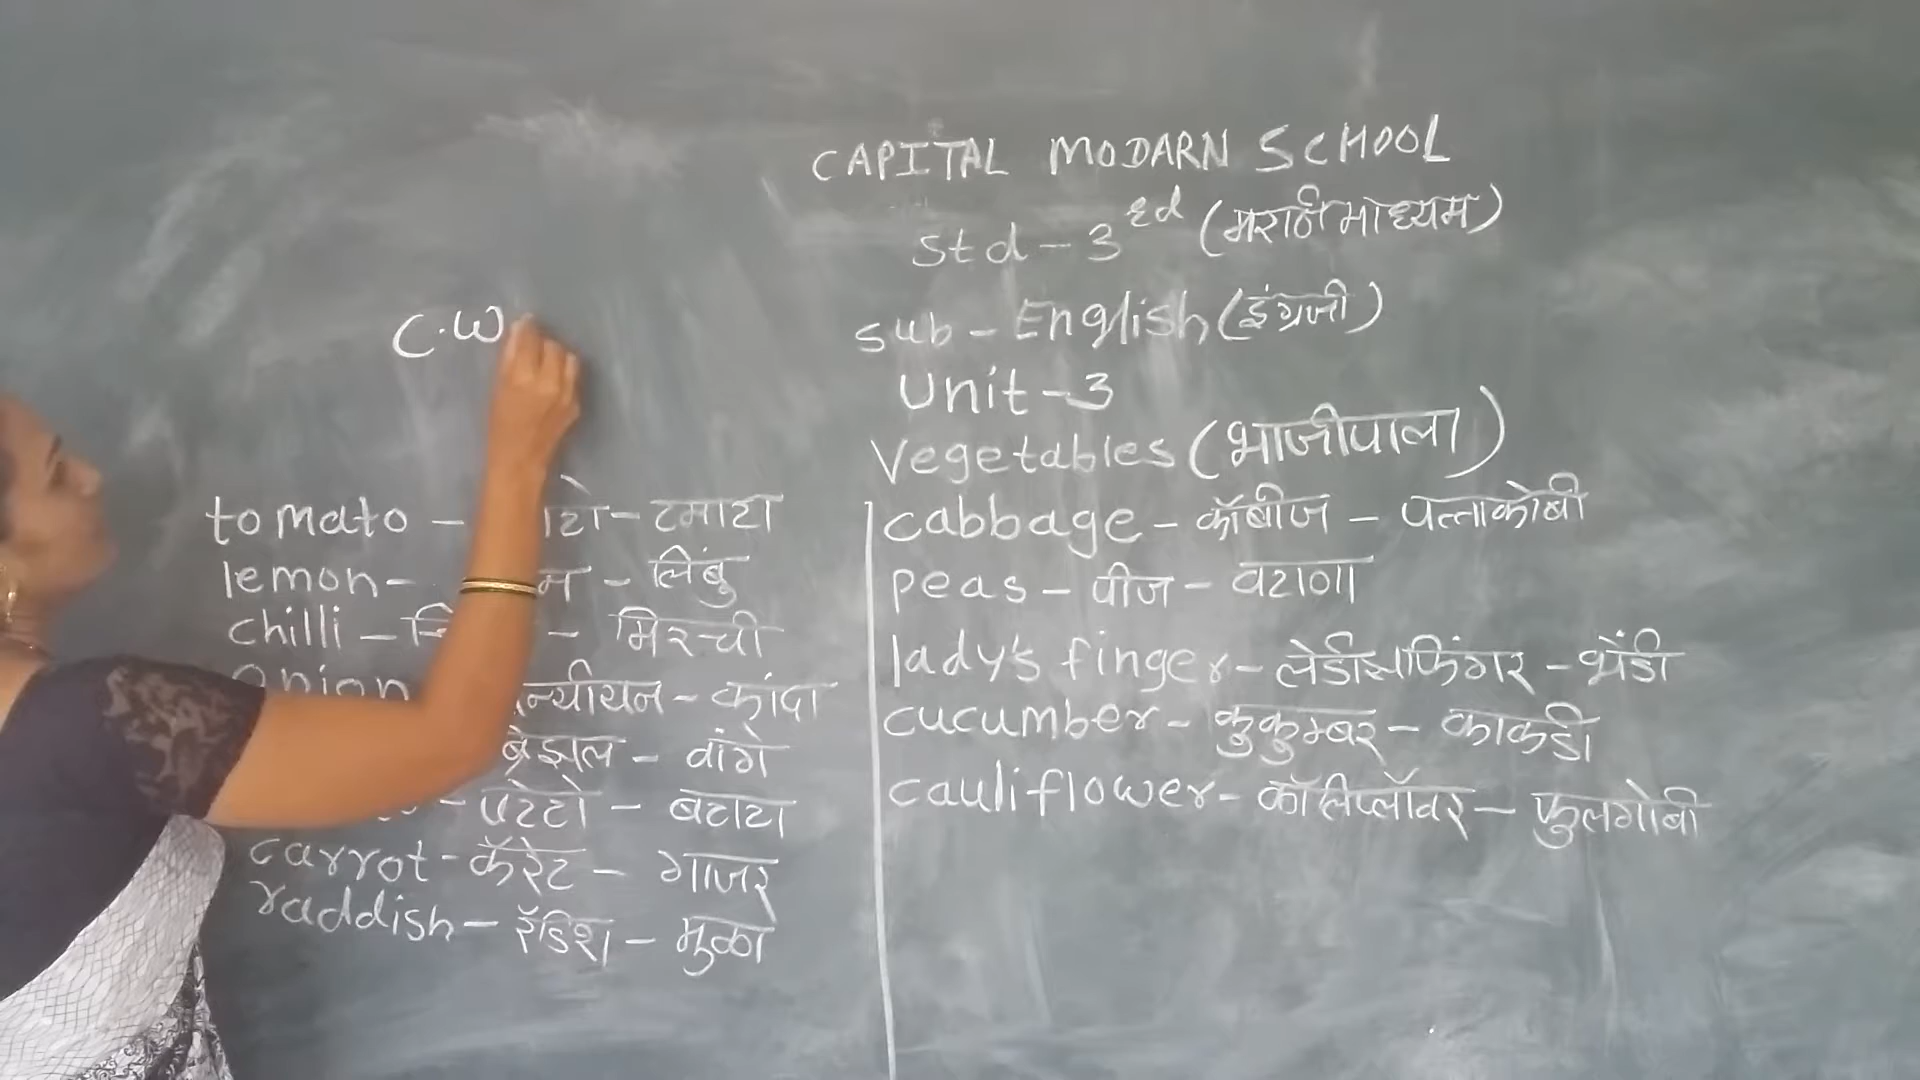 CAPITAL MODARN SCHOOL
Std - 3rd (मराठी माध्यम)
C.W
sub - English (इंग्रजी)
Unit - 3
Vegetables (भाजीपाला)
tomato - टमाटा
lemon - लिंबु
chilli - मिरची
onion कांदा
ब्रिंझल - वांगे
पटेटो - बटाटा
carrot - कॅरेट - गाजर
raddish - रॅडिश - मुळा
cabbage - कॅबीज - पत्ताकोबी
peas - पीज - वटाणा
lady's finger - लेडीसफिंगर - भेंडी
cucumber - कुकुम्बर - काकडी
cauliflower - कॉलिफ्लॉवर - फुलगोबी